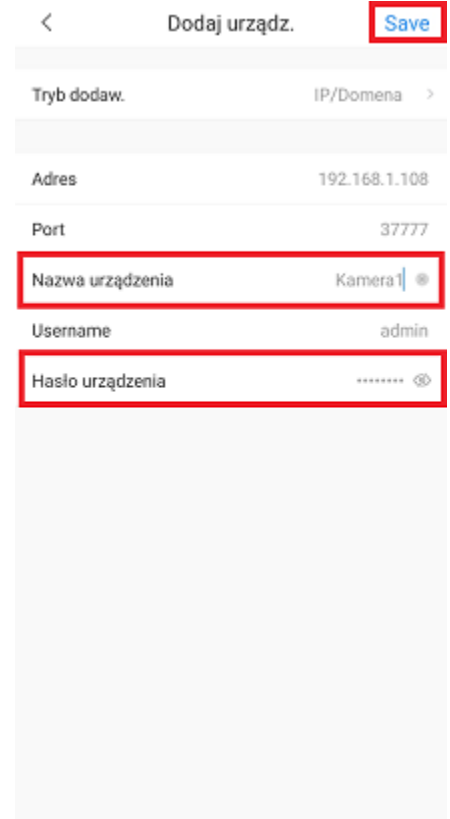 Dodaj urządz. Save
Tryb dodaw. IP/Domena
Adres 192.168.1.108
Port 37777
Nazwa urządzenia Kamera1
Username admin
Hasło urządzenia ········